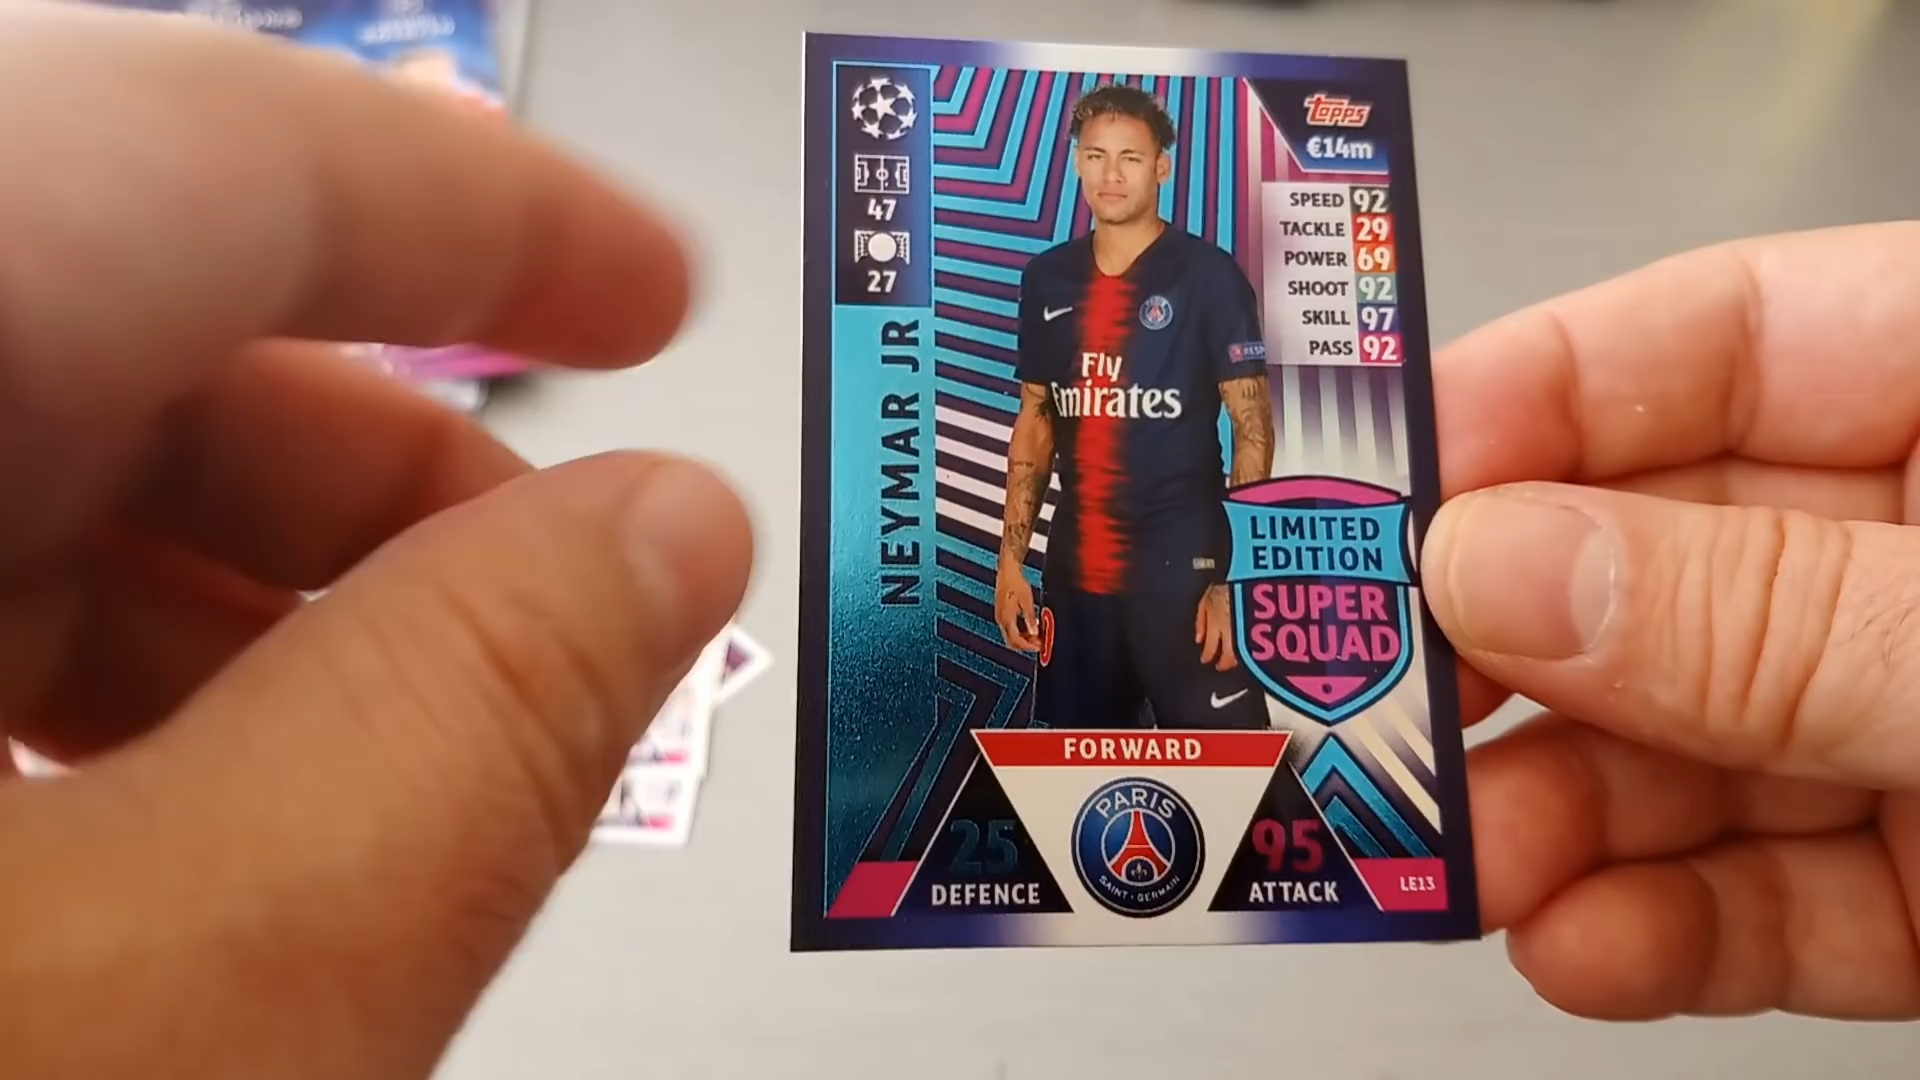 Topps
€14m
47
27
NEYMAR JR
SPEED 92
TACKLE 29
POWER 69
SHOOT 92
SKILL 97
PASS 92
Fly
Emirates
LIMITED
EDITION
SUPER
SQUAD
FORWARD
PARIS
SAINT-GERMAIN
25
DEFENCE
95
ATTACK
LE13